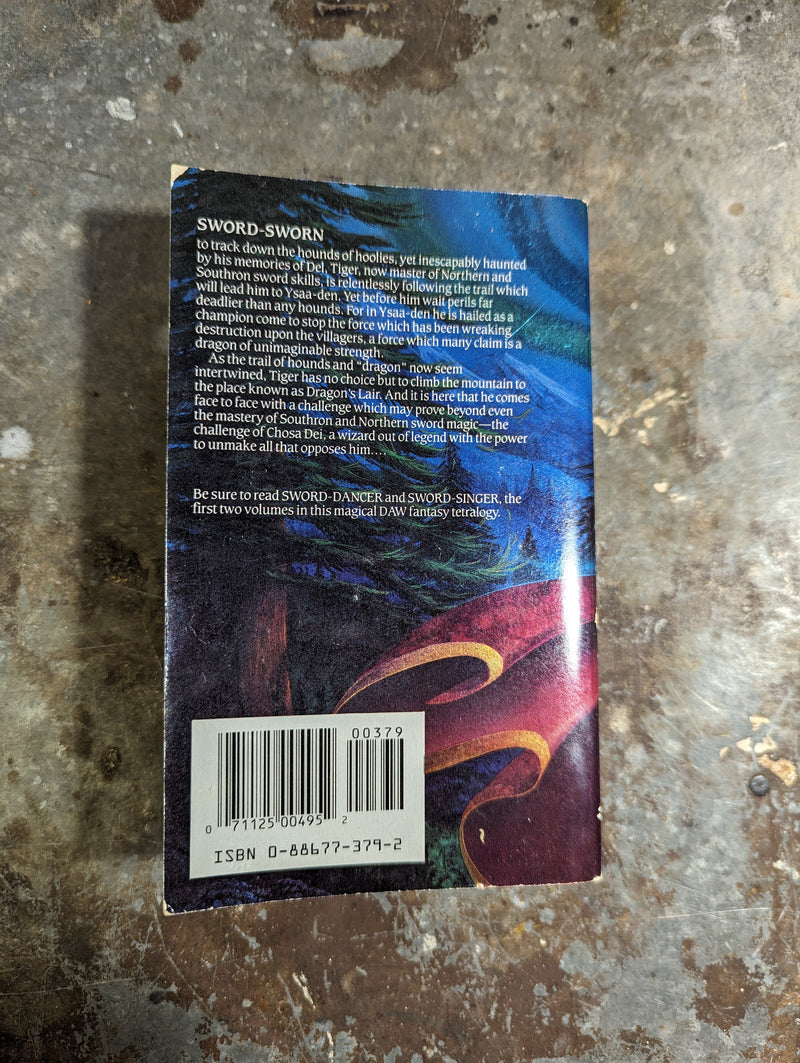 SWORD-SWORN
to track down the hounds of hoolies, yet inescapably haunted
by his memories of Del, Tiger, now master of Northern and
Southron sword skills, is relentlessly following the trail which
will lead him to Ysaa-den. Yet before him wait perils far
deadlier than any hounds. For in Ysaa-den he is hailed as a
champion come to stop the force which has been wreaking
destruction upon the villagers, a force which many claim is a
dragon of unimaginable strength.
As the trail of hounds and "dragon" now seem
intertwined, Tiger has no choice but to climb the mountain to
the place known as Dragon's Lair. And it is here that he comes
face to face with a challenge which may prove beyond even
the mastery of Southron and Northern sword magic—the
challenge of Chosa Dei, a wizard out of legend with the power
to unmake all that opposes him....
Be sure to read SWORD-DANCER and SWORD-SINGER, the
first two volumes in this magical DAW fantasy tetralogy.
00379
0 71125 00495 2
ISBN 0-88677-379-2